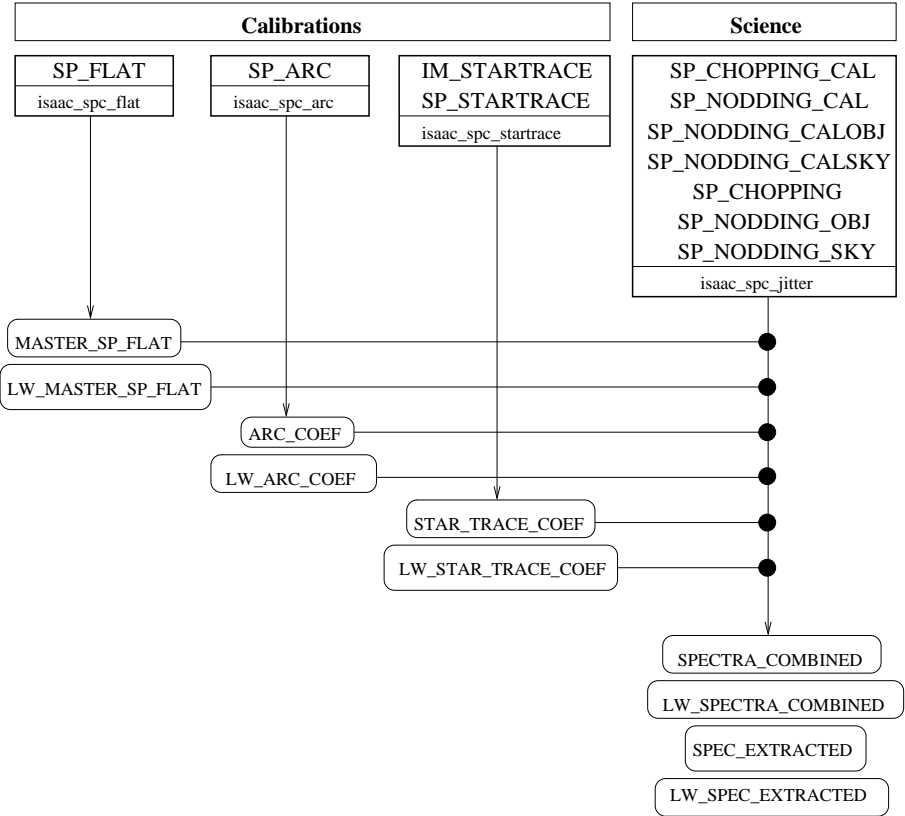 Calibrations
Science
SP_FLAT
isaac_spc_flat
SP_ARC
isaac_spc_arc
IM_STARTRACE
SP_STARTRACE
isaac_spc_startrace
SP_CHOPPING_CAL
SP_NODDING_CAL
SP_NODDING_CALOBJ
SP_NODDING_CALSKY
SP_CHOPPING
SP_NODDING_OBJ
SP_NODDING_SKY
isaac_spc_jitter
MASTER_SP_FLAT
LW_MASTER_SP_FLAT
ARC_COEF
LW_ARC_COEF
STAR_TRACE_COEF
LW_STAR_TRACE_COEF
SPECTRA_COMBINED
LW_SPECTRA_COMBINED
SPEC_EXTRACTED
LW_SPEC_EXTRACTED